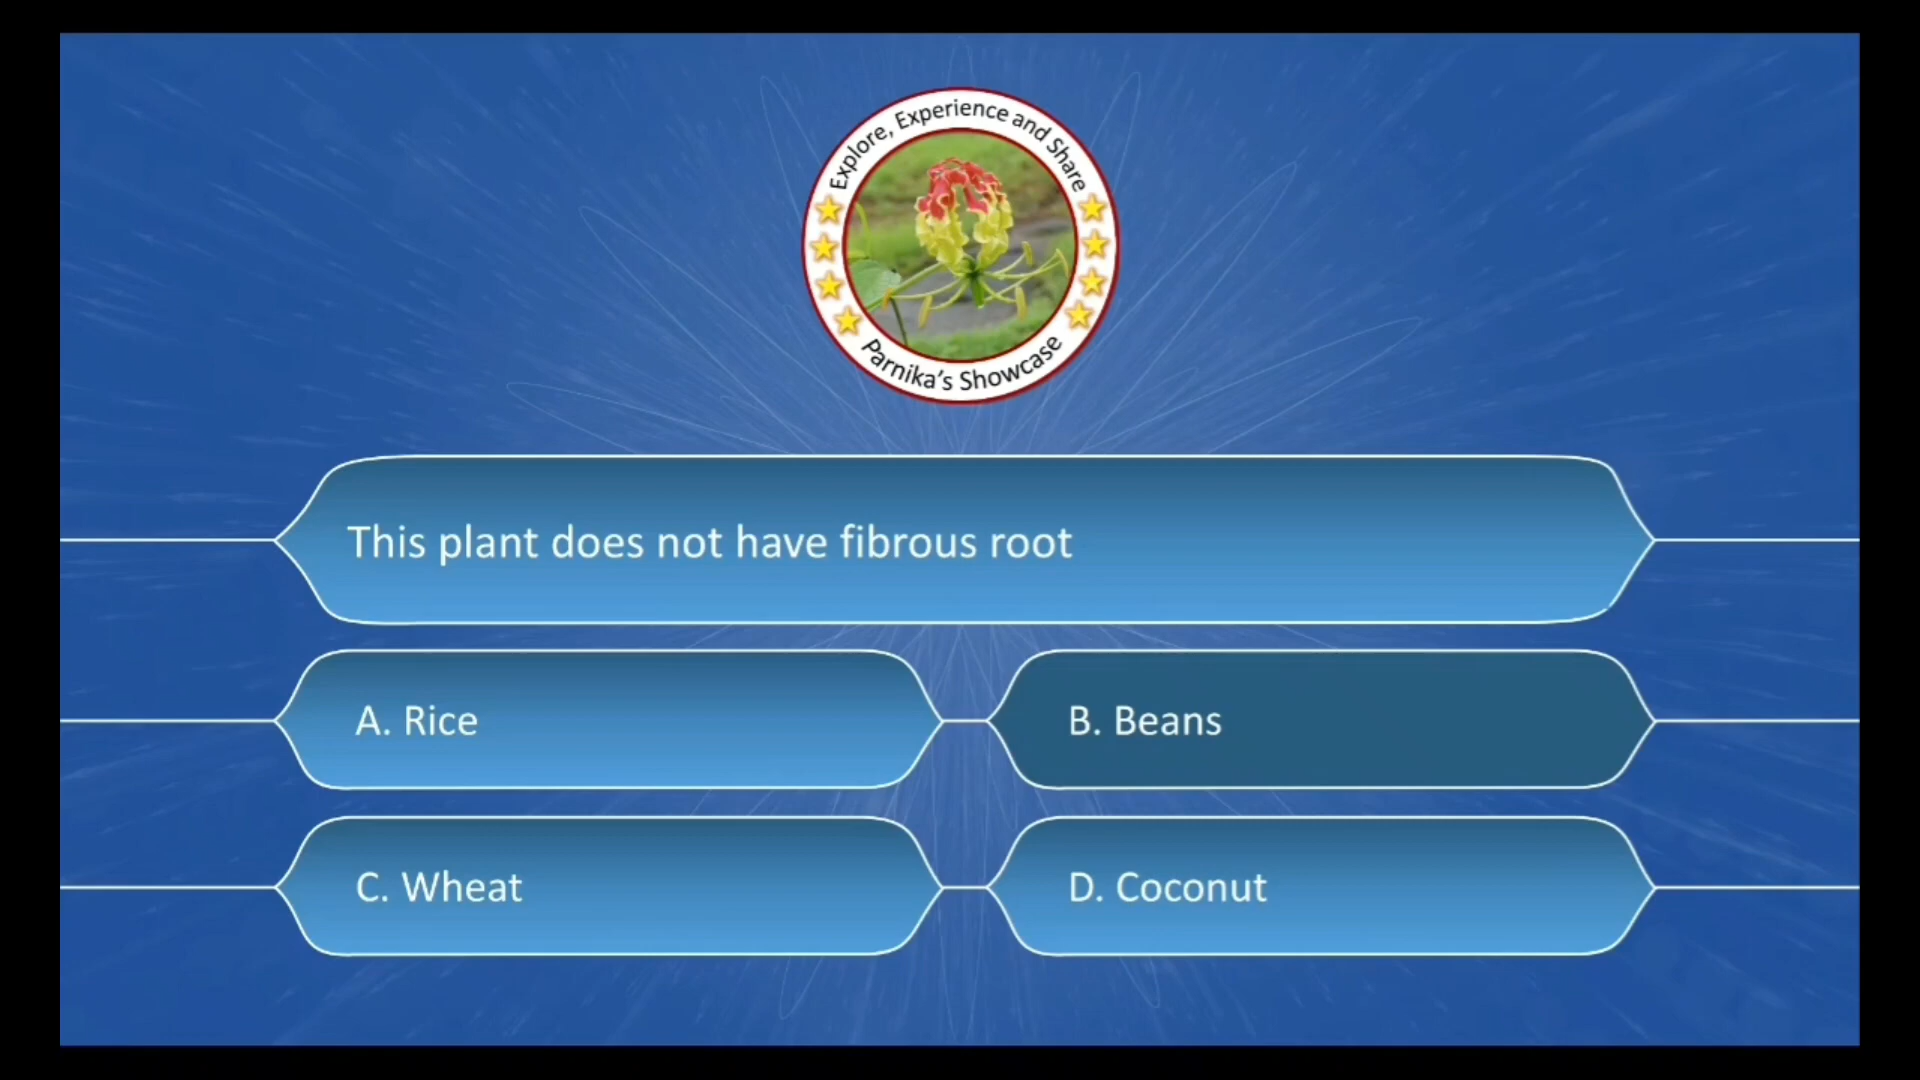 Explore, Experience and Share
Parnika's Showcase
This plant does not have fibrous root
A. Rice
B. Beans
C. Wheat
D. Coconut